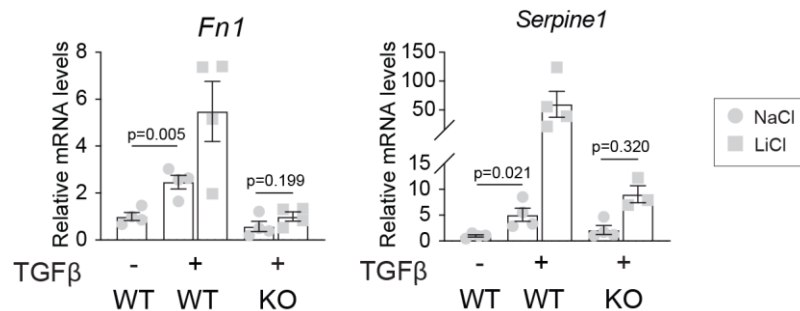 Fn1
Relative mRNA levels
8
6
4
2
0
p=0.005
p=0.199
TGFβ - + +
WT WT KO
Serpine1
Relative mRNA levels
150
100
50
15
10
5
0
p=0.021
p=0.320
TGFβ - + +
WT WT KO
NaCl
LiCl